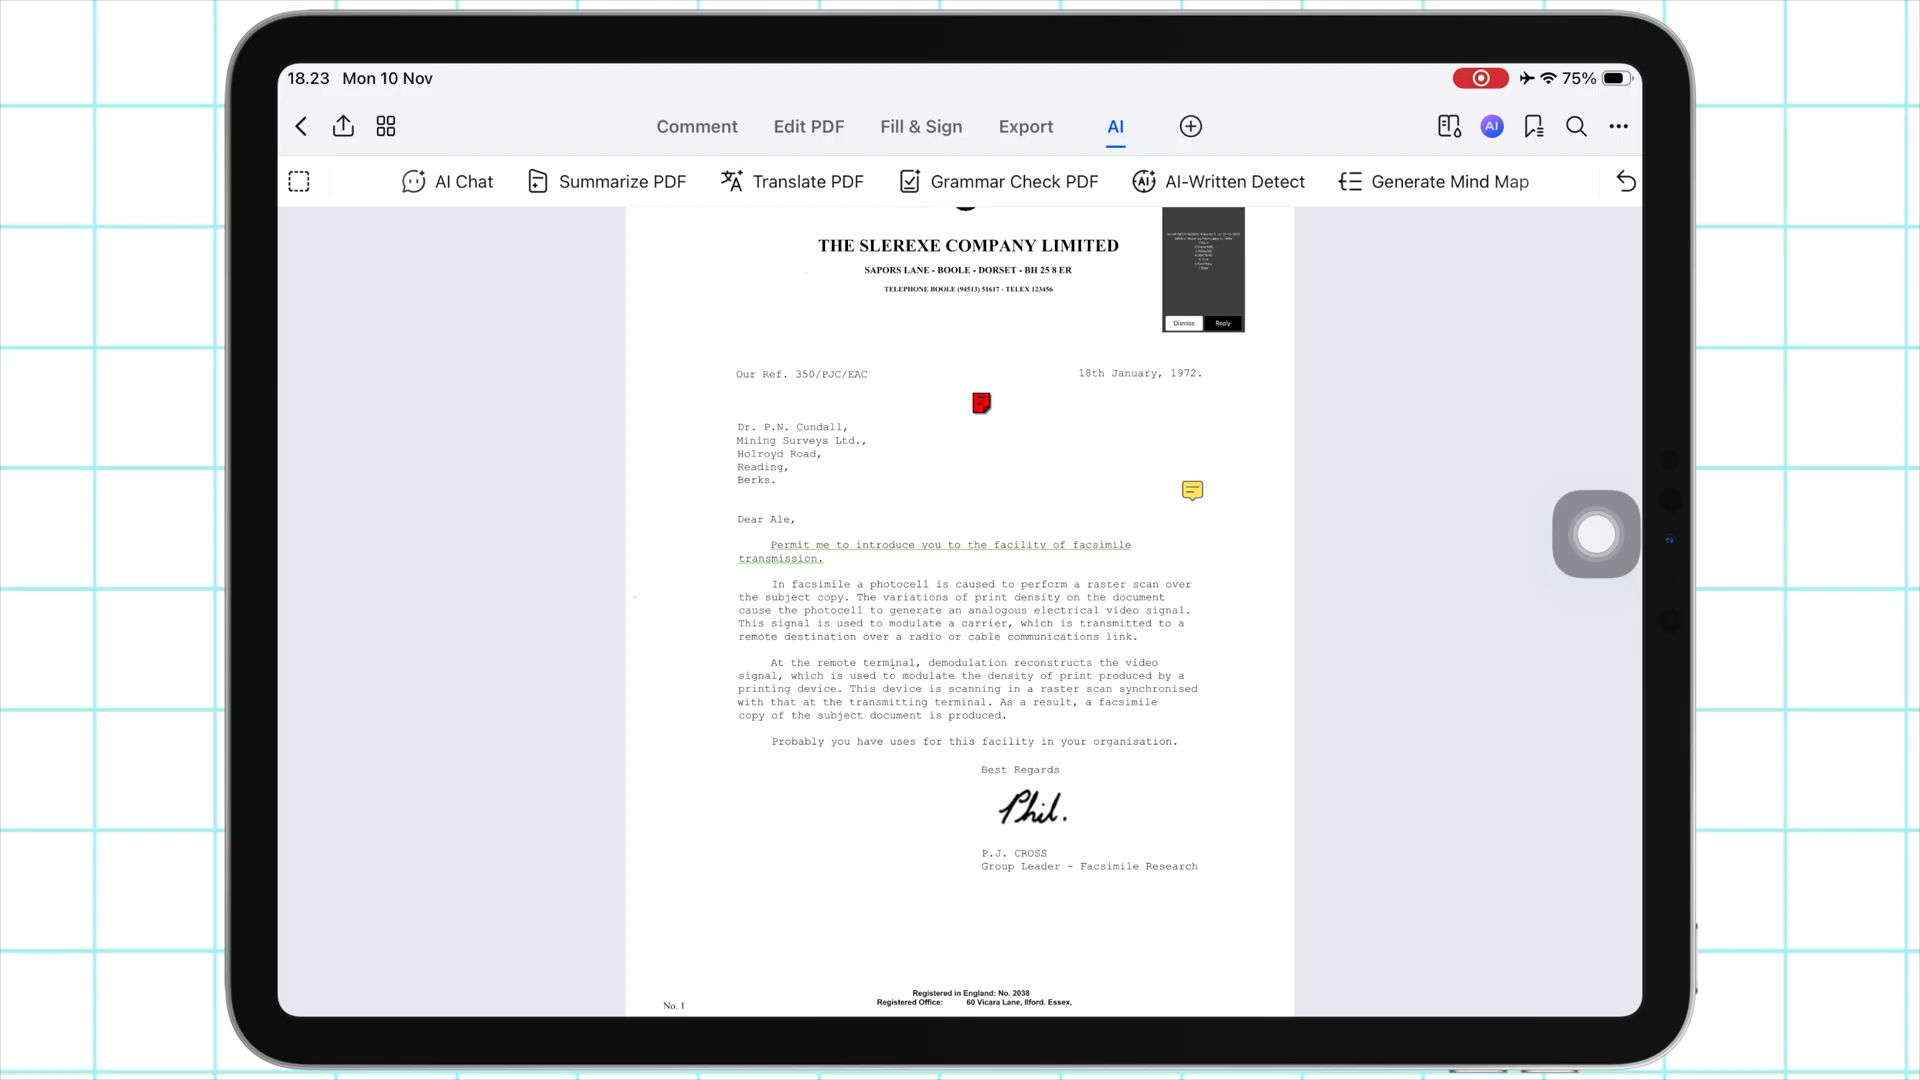 18.23 Mon 10 Nov
75%
Comment Edit PDF Fill & Sign Export AI
AI
AI Chat Summarize PDF Translate PDF Grammar Check PDF AI-Written Detect Generate Mind Map
THE SLEREXE COMPANY LIMITED
SAPORS LANE - BOOLE - DORSET - BH 25 8 ER
TELEPHONE BOOLE (94513) 51617 - TELEX 123456
Dismiss Reply
Our Ref. 350/PJC/EAC
18th January, 1972.
Dr. P.N. Cundall,
Mining Surveys Ltd.,
Holroyd Road,
Reading,
Berks.
Dear Ale,
Permit me to introduce you to the facility of facsimile
transmission.
In facsimile a photocell is caused to perform a raster scan over
the subject copy. The variations of print density on the document
cause the photocell to generate an analogous electrical video signal.
This signal is used to modulate a carrier, which is transmitted to a
remote destination over a radio or cable communications link.
At the remote terminal, demodulation reconstructs the video
signal, which is used to modulate the density of print produced by a
printing device. This device is scanning in a raster scan synchronised
with that at the transmitting terminal. As a result, a facsimile
copy of the subject document is produced.
Probably you have uses for this facility in your organisation.
Best Regards
Phil.
P.J. CROSS
Group Leader - Facsimile Research
Registered in England: No. 2038
Registered Office: 60 Vicara Lane, Ilford. Essex,
No. 1